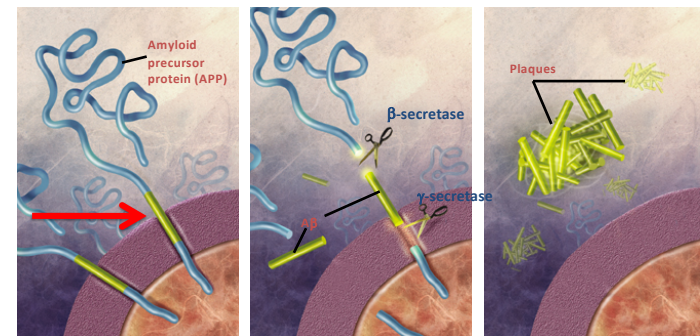 Amyloid
precursor
protein (APP)
β-secretase
γ-secretase
Aβ
Plaques